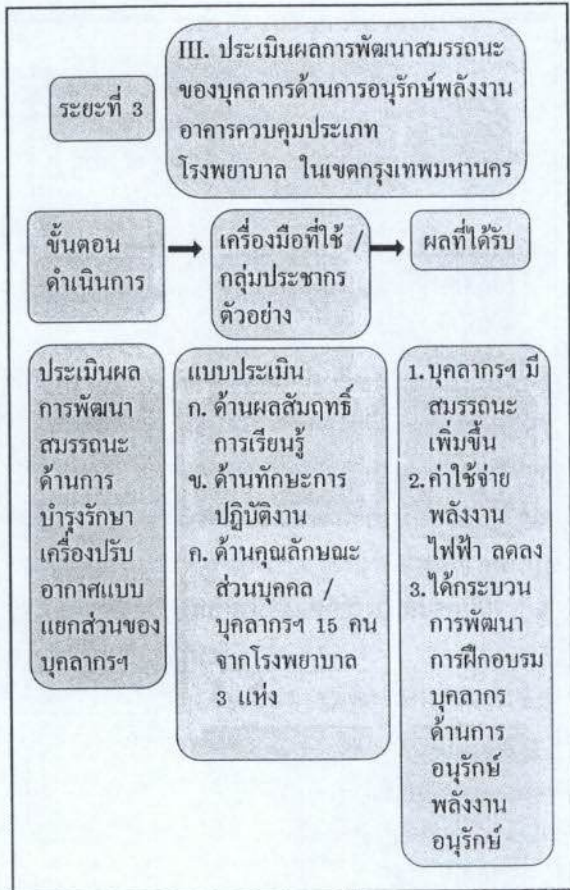 ระยะที่ 3
III. ประเมินผลการพัฒนาสมรรถนะ
ของบุคลากรด้านการอนุรักษ์พลังงาน
อาคารควบคุมประเภท
โรงพยาบาล ในเขตกรุงเทพมหานคร
ขั้นตอน
ดำเนินการ
เครื่องมือที่ใช้ /
กลุ่มประชากร
ตัวอย่าง
ผลที่ได้รับ
ประเมินผล
การพัฒนา
สมรรถนะ
ด้านการ
บำรุงรักษา
เครื่องปรับ
อากาศแบบ
แยกส่วนของ
บุคลากรฯ
แบบประเมิน
ก. ด้านผลสัมฤทธิ์
การเรียนรู้
ข. ด้านทักษะการ
ปฏิบัติงาน
ค. ด้านคุณลักษณะ
ส่วนบุคคล /
บุคลากรฯ 15 คน
จากโรงพยาบาล
3 แห่ง
1. บุคลากรฯ มี
สมรรถนะ
เพิ่มขึ้น
2. ค่าใช้จ่าย
พลังงาน
ไฟฟ้า ลดลง
3. ได้กระบวน
การพัฒนา
การฝึกอบรม
บุคลากร
ด้านการ
อนุรักษ์
พลังงาน
อนุรักษ์